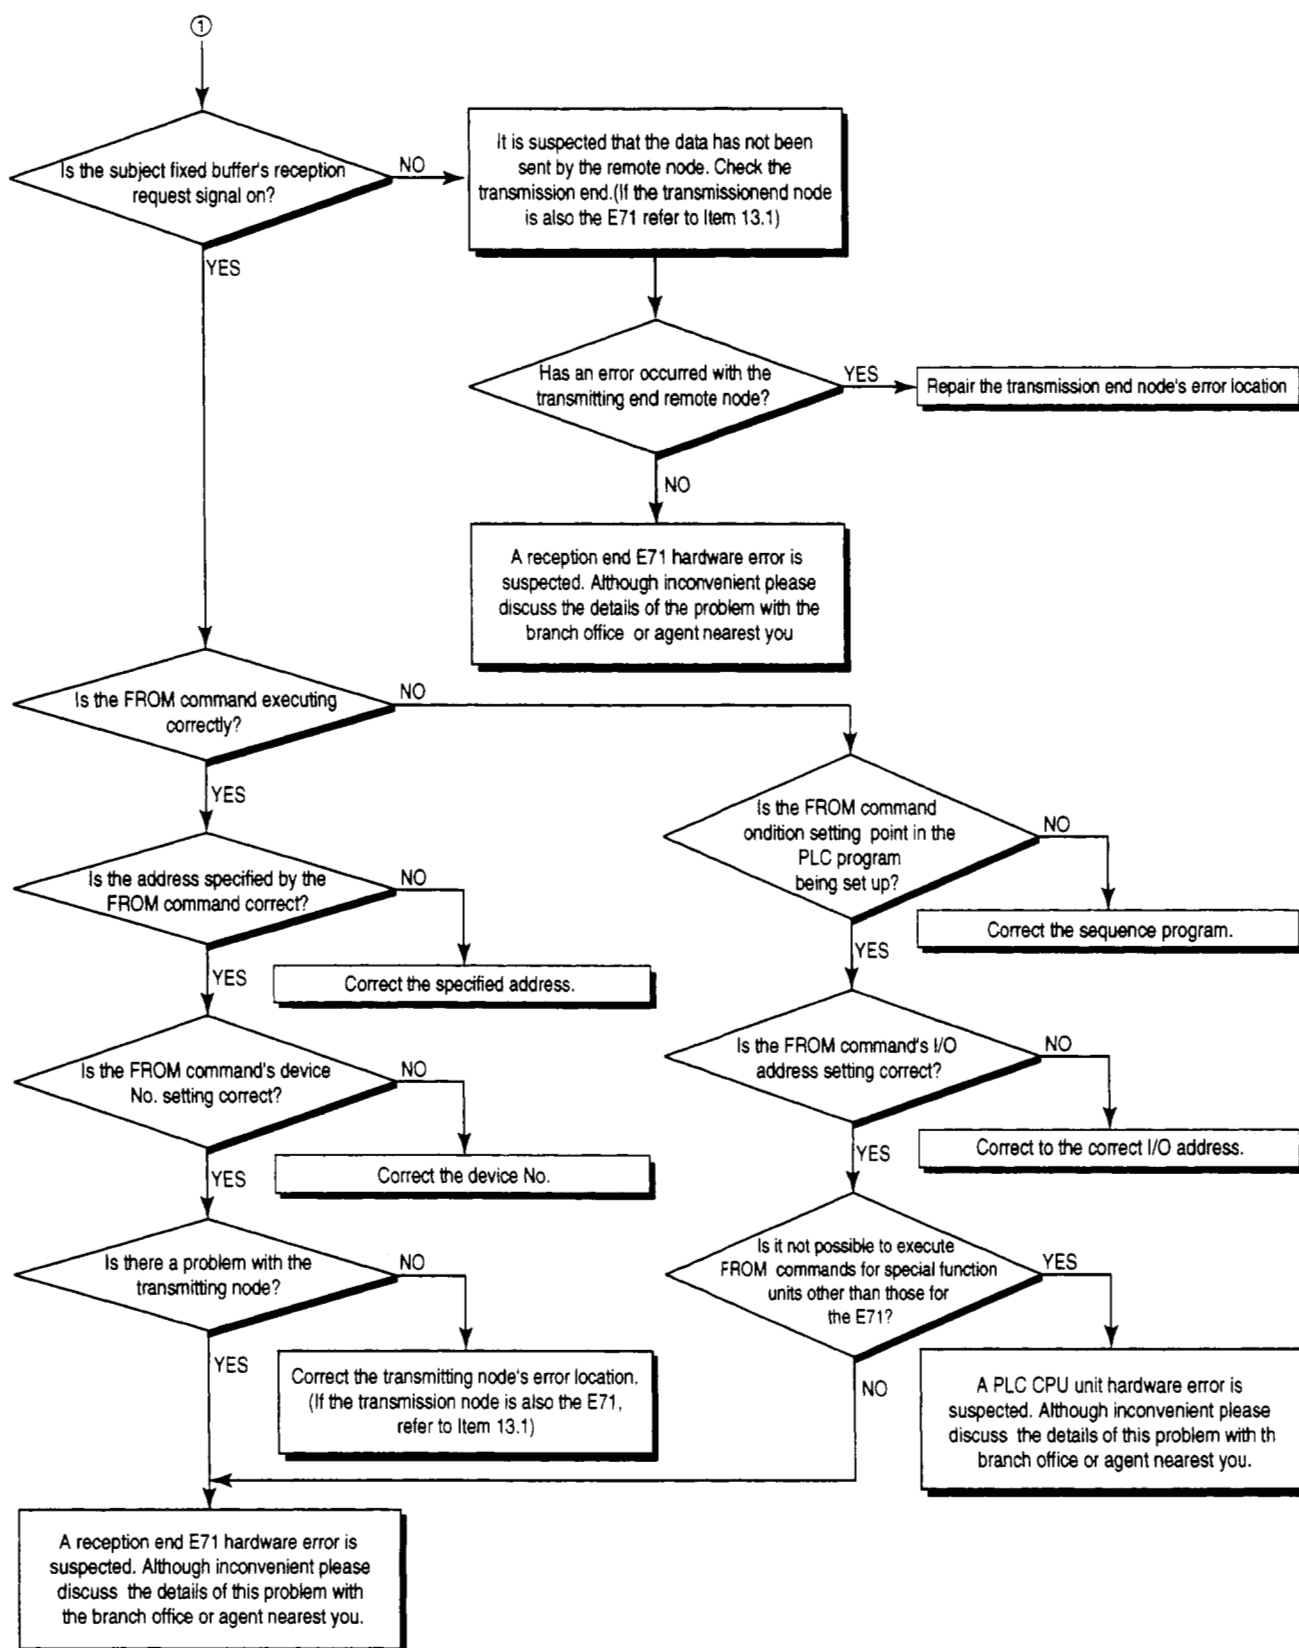 ①
Is the subject fixed buffer's reception
request signal on?
NO
It is suspected that the data has not been
sent by the remote node. Check the
transmission end.(If the transmissionend node
is also the E71 refer to Item 13.1)
YES
Has an error occurred with the
transmitting end remote node?
YES
Repair the transmission end node's error location
NO
A reception end E71 hardware error is
suspected. Although inconvenient please
discuss the details of the problem with the
branch office or agent nearest you
Is the FROM command executing
correctly?
NO
YES
Is the FROM command
ondition setting point in the
PLC program
being set up?
NO
Correct the sequence program.
YES
Is the address specified by the
FROM command correct?
NO
Correct the specified address.
YES
Is the FROM command's I/O
address setting correct?
NO
Correct to the correct I/O address.
YES
Is the FROM command's device
No. setting correct?
NO
Correct the device No.
YES
Is it not possible to execute
FROM commands for special function
units other than those for
the E71?
YES
A PLC CPU unit hardware error is
suspected. Although inconvenient please
discuss the details of this problem with th
branch office or agent nearest you.
NO
Is there a problem with the
transmitting node?
NO
Correct the transmitting node's error location.
(If the transmission node is also the E71,
refer to Item 13.1)
YES
A reception end E71 hardware error is
suspected. Although inconvenient please
discuss the details of this problem with
the branch office or agent nearest you.